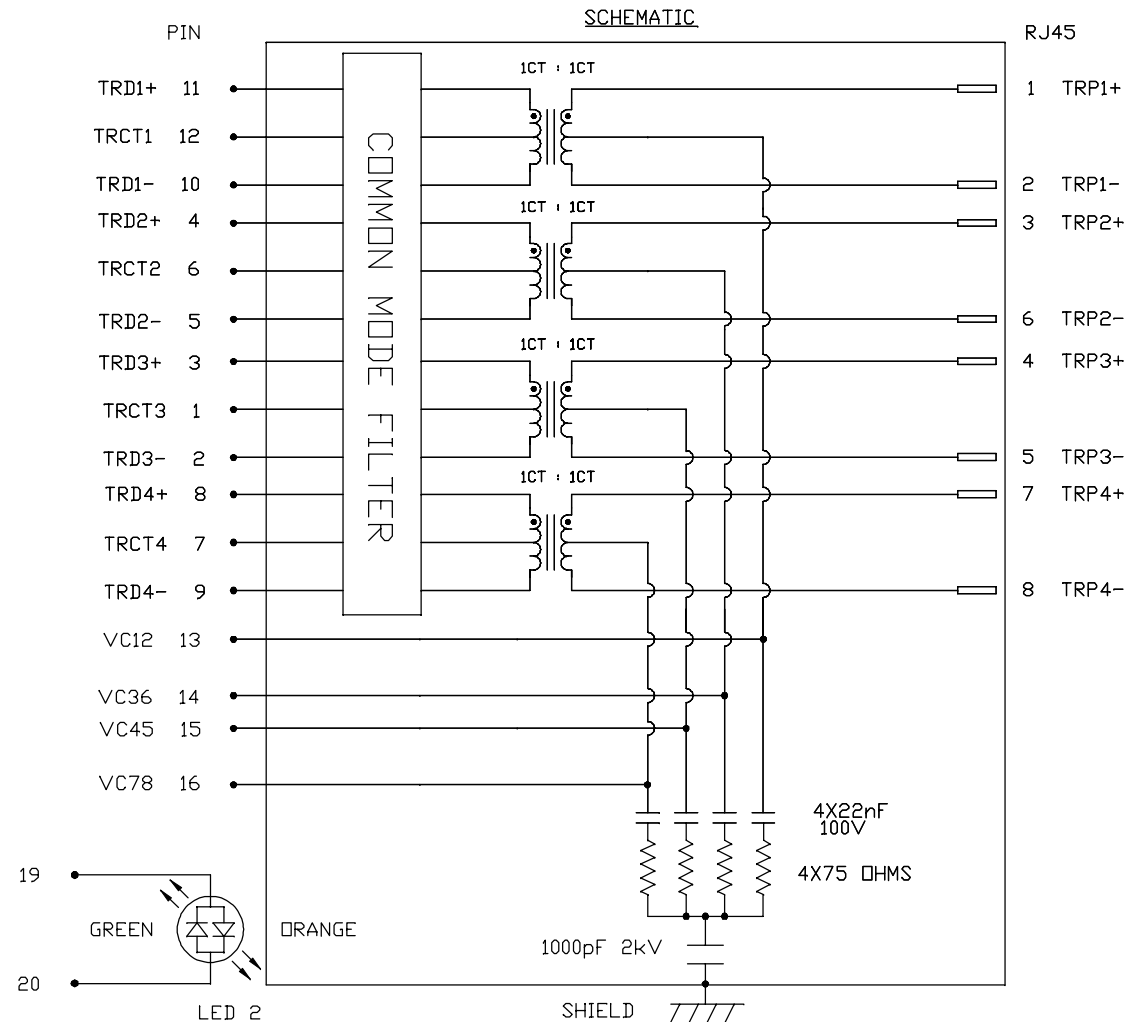 SCHEMATIC
PIN
RJ45
1CT : 1CT
TRD1+ 11
1 TRP1+
TRCT1 12
TRD1- 10
2 TRP1-
1CT : 1CT
TRD2+ 4
3 TRP2+
TRCT2 6
TRD2- 5
6 TRP2-
1CT : 1CT
TRD3+ 3
4 TRP3+
TRCT3 1
TRD3- 2
5 TRP3-
1CT : 1CT
TRD4+ 8
7 TRP4+
TRCT4 7
TRD4- 9
8 TRP4-
COMMON MODE FILTER
VC12 13
VC36 14
VC45 15
VC78 16
4X22nF
100V
4X75 OHMS
19
GREEN
ORANGE
1000pF 2kV
20
LED 2
SHIELD